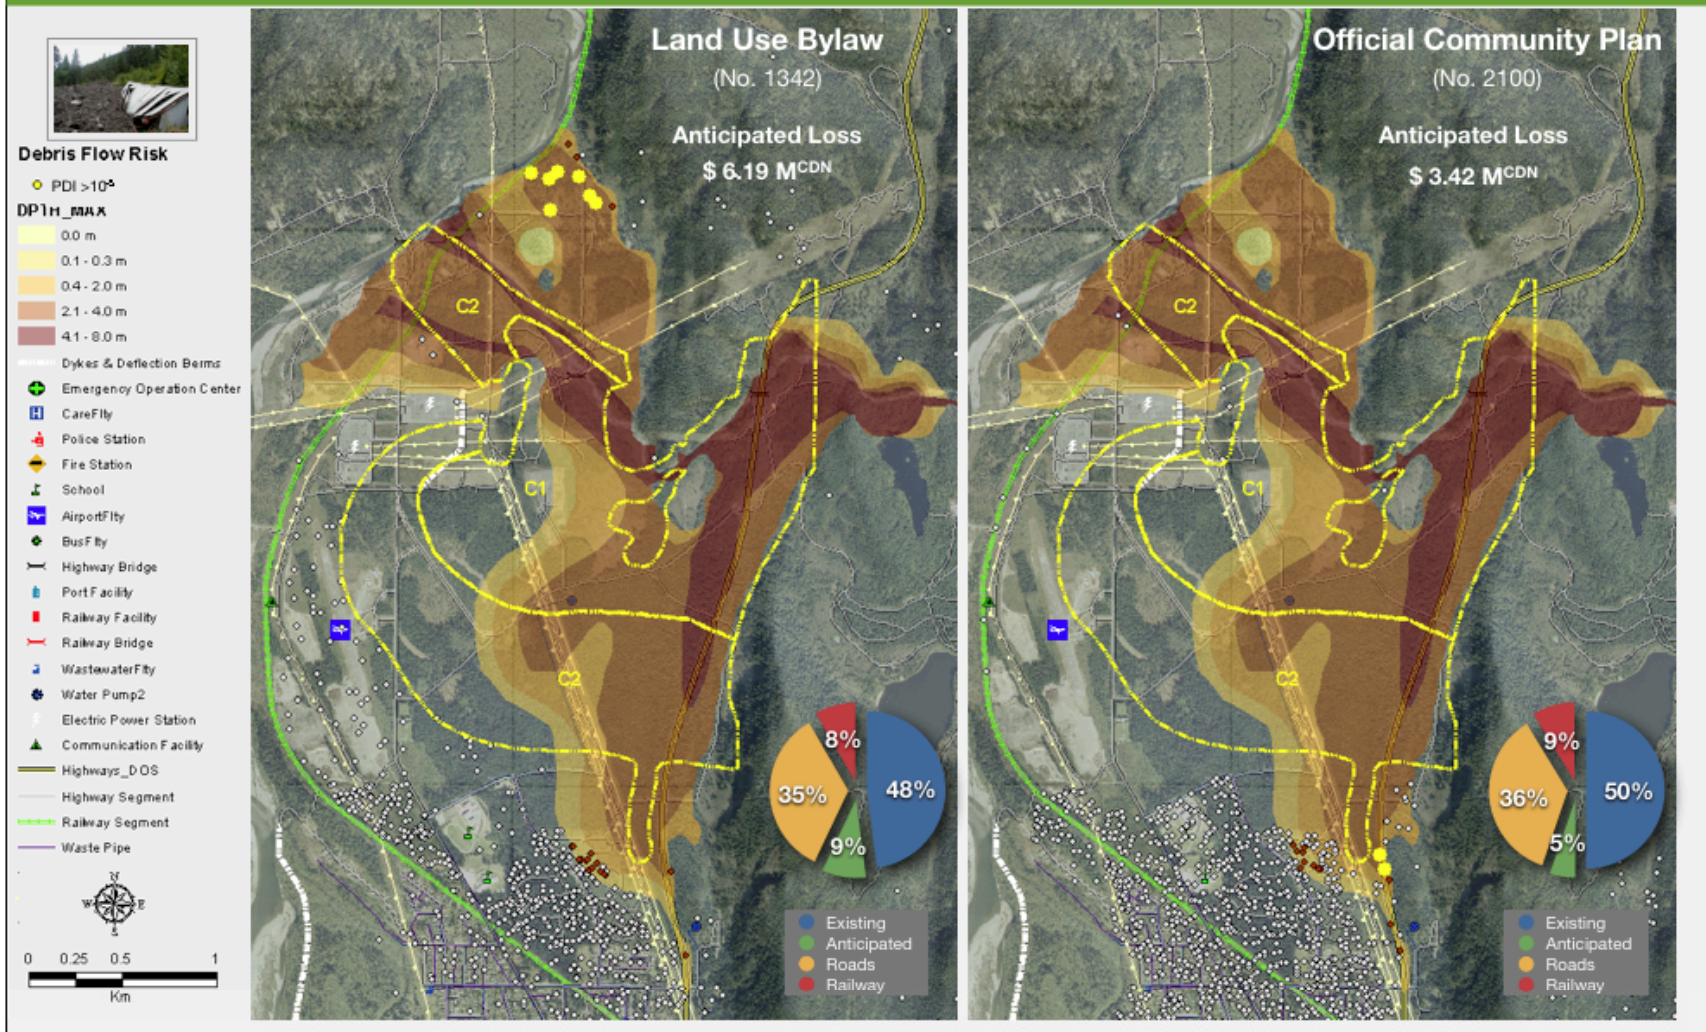 Debris Flow Risk
PDI >10⁻⁵
DPTH_MAX
0.0 m
0.1 - 0.3 m
0.4 - 2.0 m
2.1 - 4.0 m
4.1 - 8.0 m
Dykes & Deflection Berms
Emergency Operation Center
CareFlty
Police Station
Fire Station
School
AirportFlty
BusFlty
Highway Bridge
Port Facility
Railway Facility
Railway Bridge
WastewaterFlty
Water Pump2
Electric Power Station
Communication Facility
Highways_DOS
Highway Segment
Railway Segment
Waste Pipe
N
W E
S
0 0.25 0.5 1
Km
Land Use Bylaw
(No. 1342)
Anticipated Loss
$ 6.19 Mᶜᴰᴺ
C2
C1
C2
8%
48%
35%
9%
Existing
Anticipated
Roads
Railway
Official Community Plan
(No. 2100)
Anticipated Loss
$ 3.42 Mᶜᴰᴺ
C2
C1
C2
9%
50%
36%
5%
Existing
Anticipated
Roads
Railway